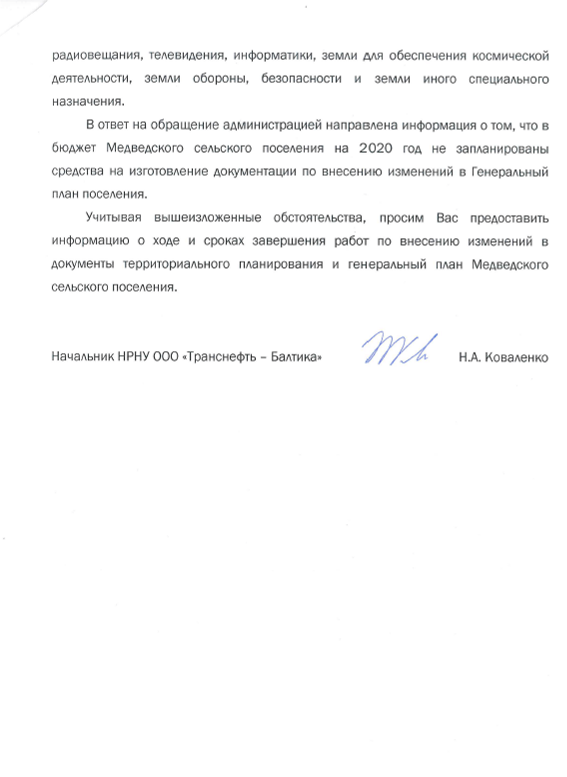 радиовещания, телевидения, информатики, земли для обеспечения космической
деятельности, земли обороны, безопасности и земли иного специального
назначения.
В ответ на обращение администрацией направлена информация о том, что в
бюджет Медведского сельского поселения на 2020 год не запланированы
средства на изготовление документации по внесению изменений в Генеральный
план поселения.
Учитывая вышеизложенные обстоятельства, просим Вас предоставить
информацию о ходе и сроках завершения работ по внесению изменений в
документы территориального планирования и генеральный план Медведского
сельского поселения.
Начальник НРНУ ООО «Транснефть – Балтика» Н.А. Коваленко